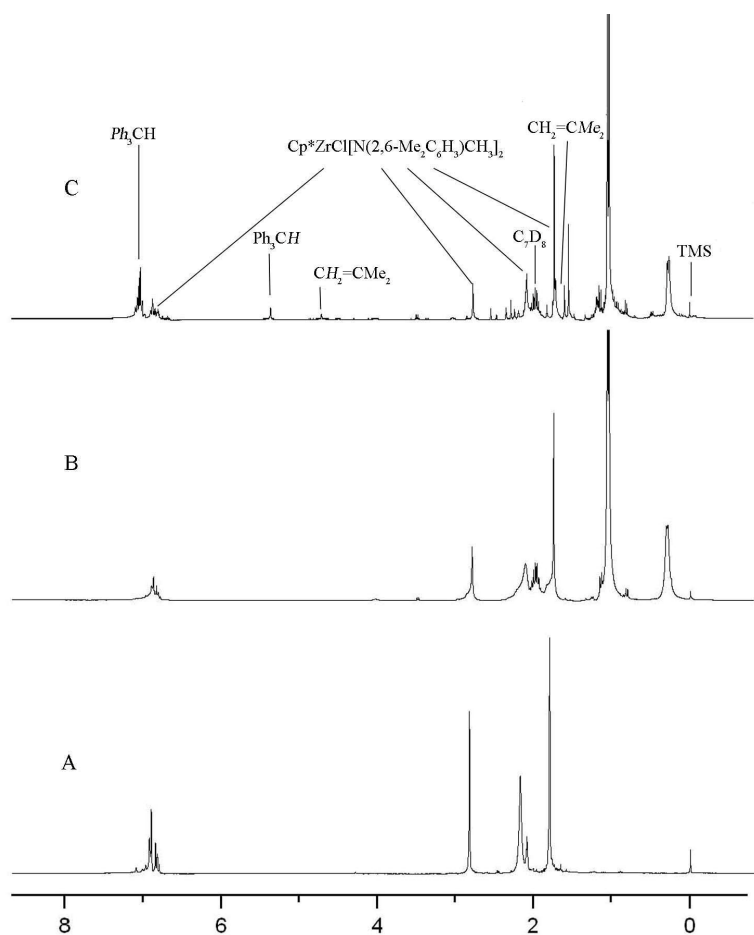 CH₂=CMe₂
Ph₃CH
Cp*ZrCl[N(2,6-Me₂C₆H₃)CH₃]₂
C
Ph₃CH
C₇D₈
TMS
CH₂=CMe₂
B
A
8 6 4 2 0